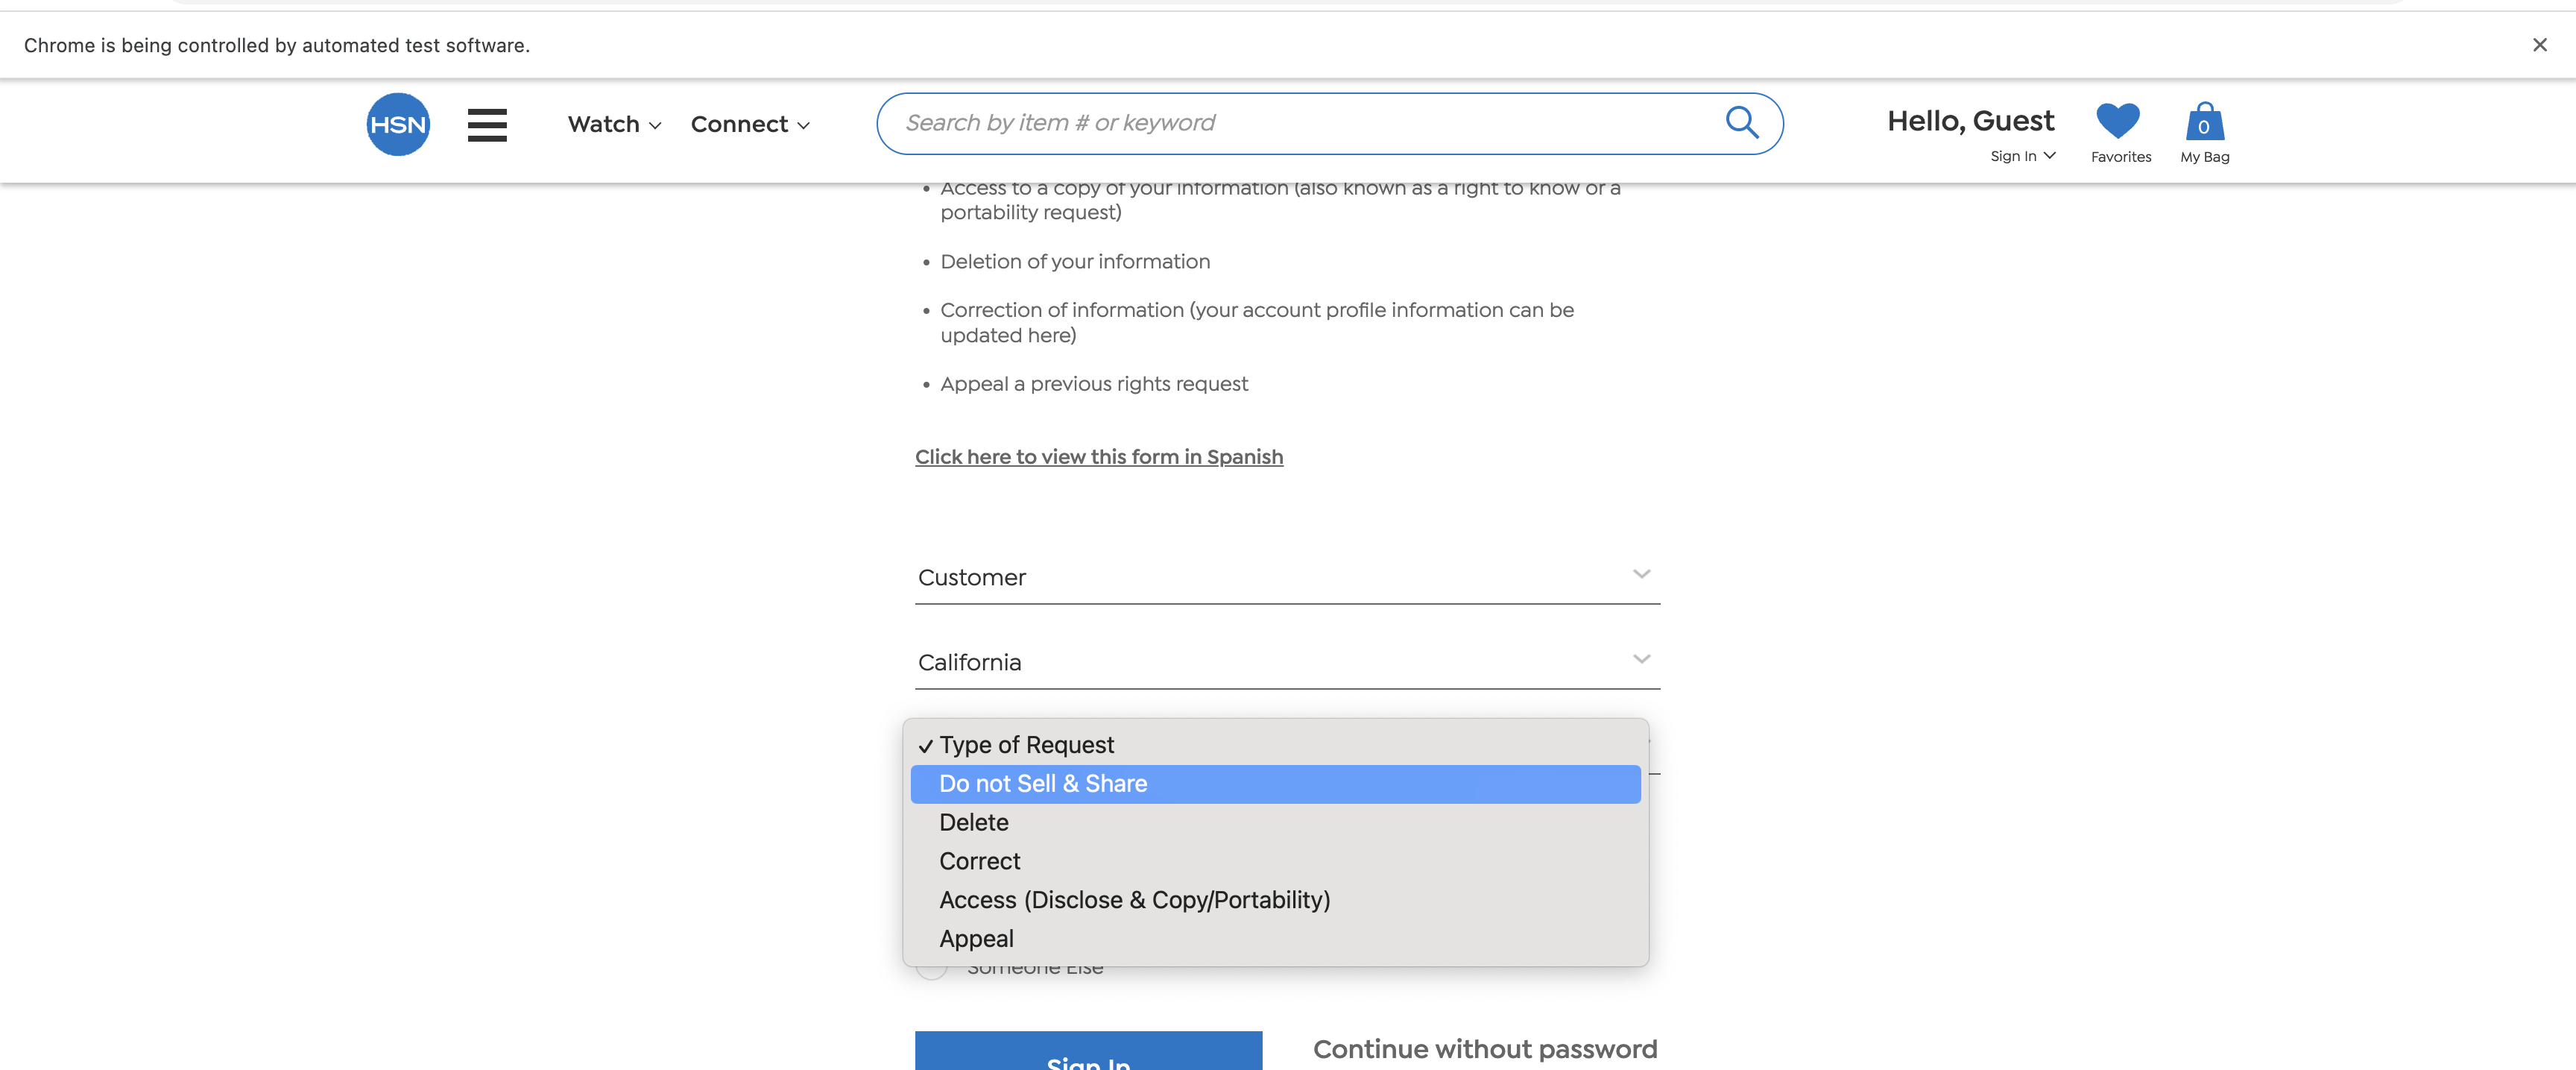 Chrome is being controlled by automated test software.
HSN
Watch
Connect
Search by item # or keyword
Hello, Guest
Sign In
Favorites
0
My Bag
• Access to a copy of your information (also known as a right to know or a
portability request)
• Deletion of your information
• Correction of information (your account profile information can be
updated here)
• Appeal a previous rights request
Click here to view this form in Spanish
Customer
California
✓ Type of Request
Do not Sell & Share
Delete
Correct
Access (Disclose & Copy/Portability)
Appeal
Someone Else
Sign In
Continue without password